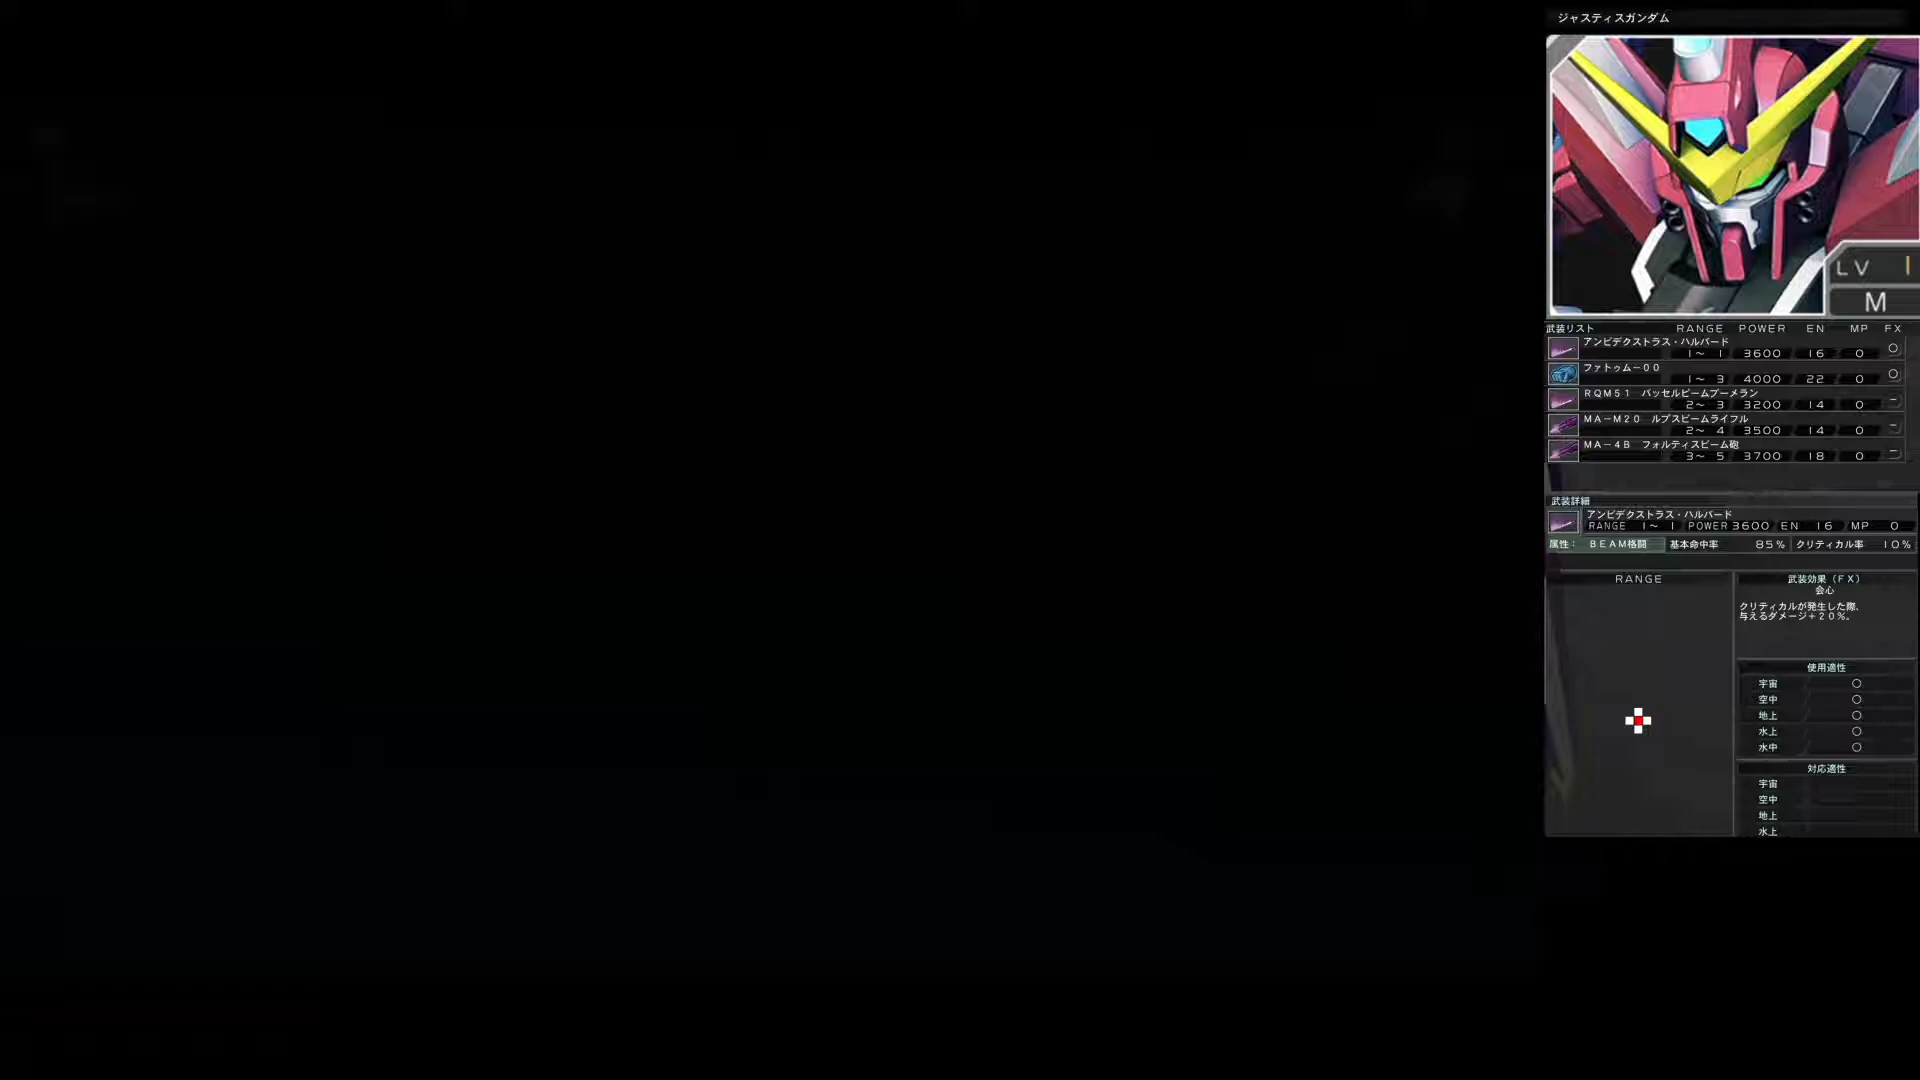 ジャスティスガンダム
LV 1
M
武装リスト RANGE POWER EN MP FX
アンビデクストラス・ハルバード
1～ 1 3600 16 0 ○
ファトゥム－００
1～ 3 4000 22 0 ○
ＲＱＭ５１ バッセルビームブーメラン
2～ 3 3200 14 0 －
ＭＡ－Ｍ２０ ルプスビームライフル
2～ 4 3500 14 0 －
ＭＡ－４Ｂ フォルティスビーム砲
3～ 5 3700 18 0 －
武装詳細
アンビデクストラス・ハルバード
RANGE 1～ 1 POWER 3600 EN 16 MP 0
属性： ＢＥＡＭ格闘 基本命中率 85% クリティカル率 10%
RANGE
武装効果（ＦＸ）
会心
クリティカルが発生した際、
与えるダメージ＋２０％。
使用適性
宇宙 ○
空中 ○
地上 ○
水上 ○
水中 ○
対応適性
宇宙
空中
地上
水上